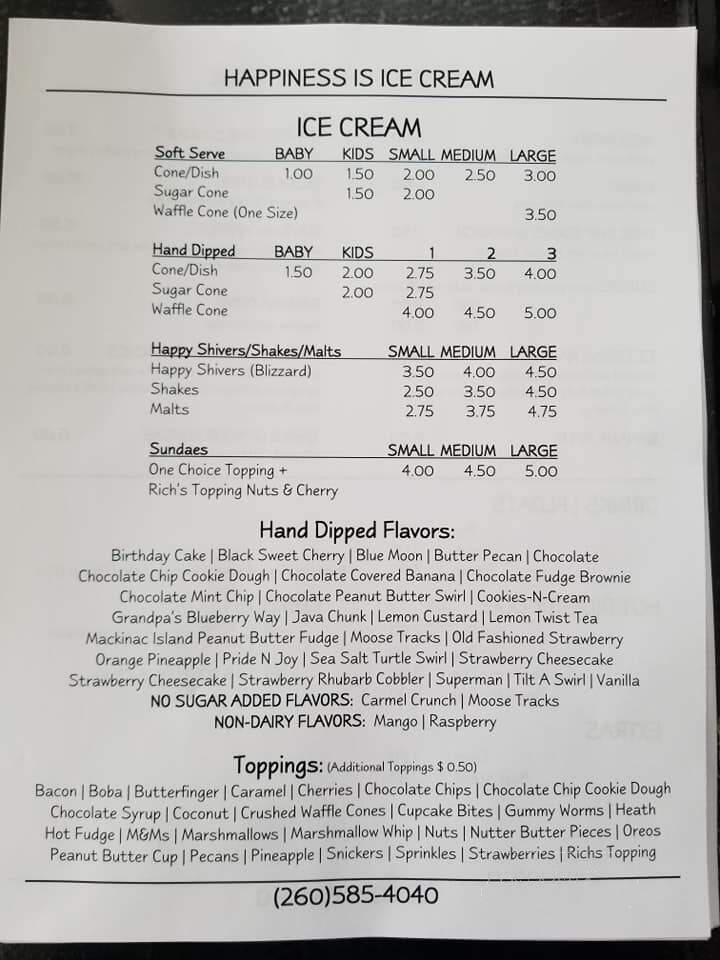 HAPPINESS IS ICE CREAM
ICE CREAM
Soft Serve BABY KIDS SMALL MEDIUM LARGE
Cone/Dish 1.00 1.50 2.00 2.50 3.00
Sugar Cone 1.50 2.00
Waffle Cone (One Size) 3.50
Hand Dipped BABY KIDS 1 2 3
Cone/Dish 1.50 2.00 2.75 3.50 4.00
Sugar Cone 2.00 2.75
Waffle Cone 4.00 4.50 5.00
Happy Shivers/Shakes/Malts SMALL MEDIUM LARGE
Happy Shivers (Blizzard) 3.50 4.00 4.50
Shakes 2.50 3.50 4.50
Malts 2.75 3.75 4.75
Sundaes SMALL MEDIUM LARGE
One Choice Topping + 4.00 4.50 5.00
Rich's Topping Nuts & Cherry
Hand Dipped Flavors:
Birthday Cake | Black Sweet Cherry | Blue Moon | Butter Pecan | Chocolate
Chocolate Chip Cookie Dough | Chocolate Covered Banana | Chocolate Fudge Brownie
Chocolate Mint Chip | Chocolate Peanut Butter Swirl | Cookies-N-Cream
Grandpa's Blueberry Way | Java Chunk | Lemon Custard | Lemon Twist Tea
Mackinac Island Peanut Butter Fudge | Moose Tracks | Old Fashioned Strawberry
Orange Pineapple | Pride N Joy | Sea Salt Turtle Swirl | Strawberry Cheesecake
Strawberry Cheesecake | Strawberry Rhubarb Cobbler | Superman | Tilt A Swirl | Vanilla
NO SUGAR ADDED FLAVORS: Carmel Crunch | Moose Tracks
NON-DAIRY FLAVORS: Mango | Raspberry
Toppings: (Additional Toppings $ 0.50)
Bacon | Boba | Butterfinger | Caramel | Cherries | Chocolate Chips | Chocolate Chip Cookie Dough
Chocolate Syrup | Coconut | Crushed Waffle Cones | Cupcake Bites | Gummy Worms | Heath
Hot Fudge | M&Ms | Marshmallows | Marshmallow Whip | Nuts | Nutter Butter Pieces | Oreos
Peanut Butter Cup | Pecans | Pineapple | Snickers | Sprinkles | Strawberries | Richs Topping
(260)585-4040